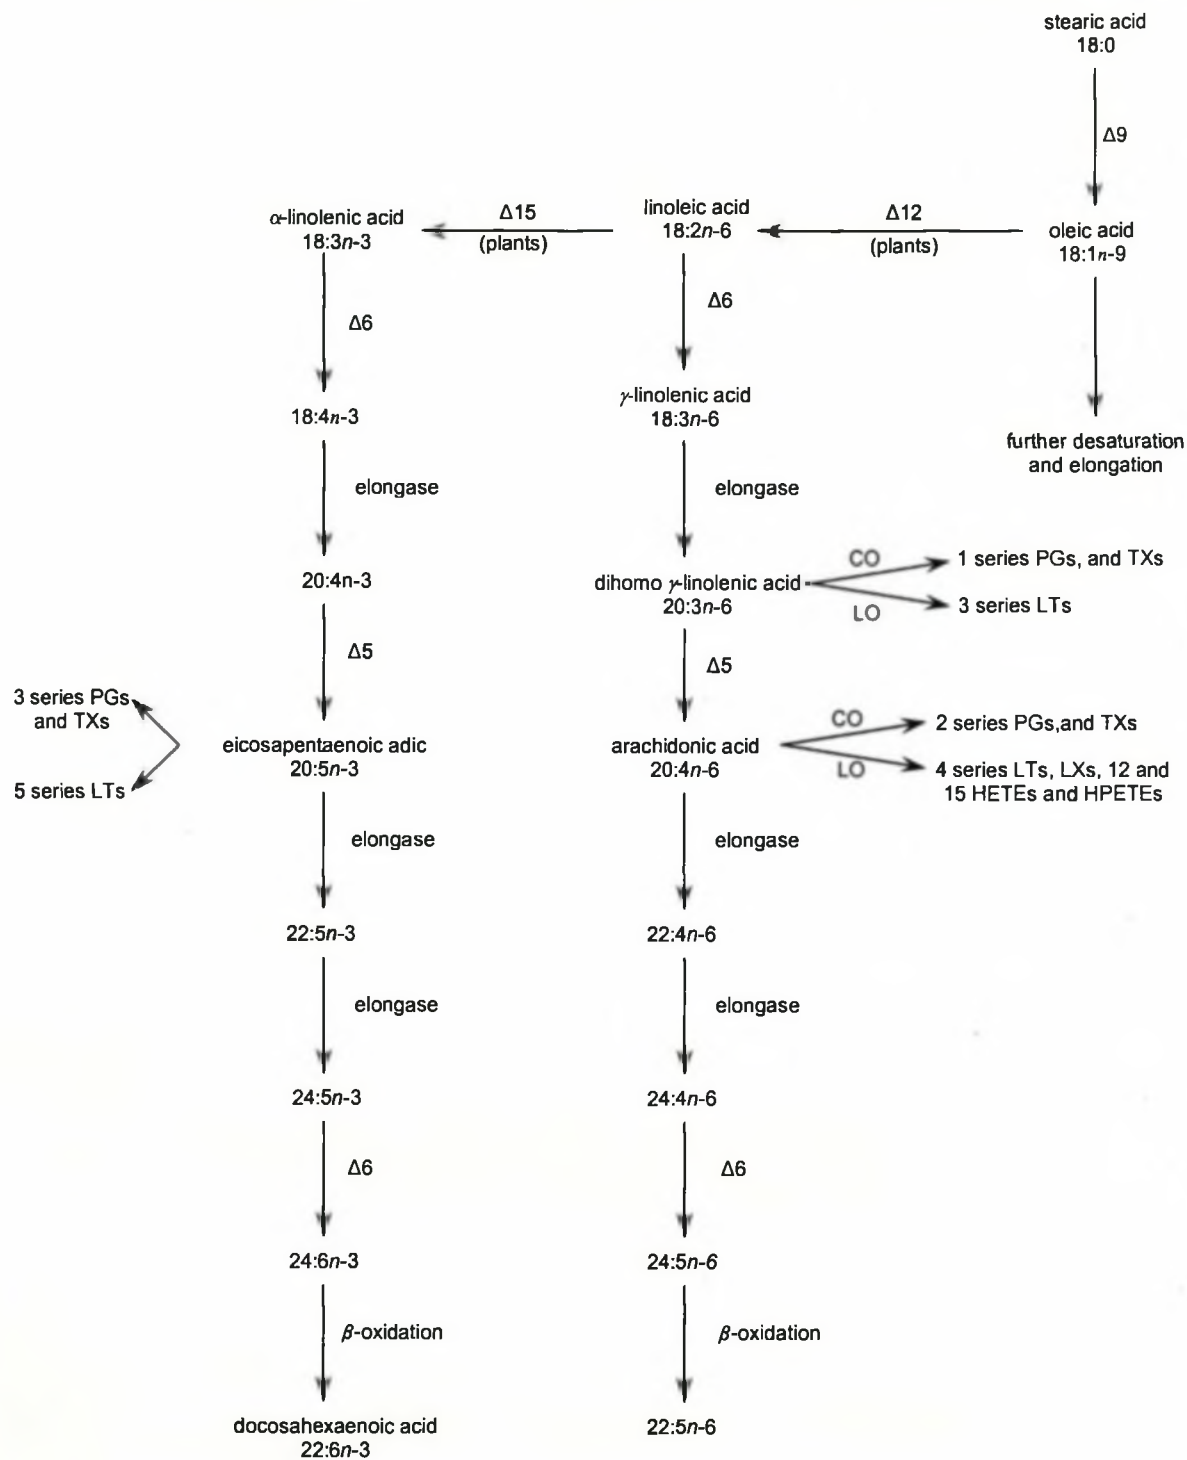 stearic acid
18:0
Δ9
α-linolenic acid
18:3n-3
Δ15
(plants)
linoleic acid
18:2n-6
Δ12
(plants)
oleic acid
18:1n-9
Δ6
Δ6
18:4n-3
γ-linolenic acid
18:3n-6
further desaturation
and elongation
elongase
elongase
20:4n-3
dihomo γ-linolenic acid
20:3n-6
CO
1 series PGs, and TXs
LO
3 series LTs
Δ5
Δ5
3 series PGs
and TXs
5 series LTs
eicosapentaenoic adic
20:5n-3
arachidonic acid
20:4n-6
CO
2 series PGs,and TXs
LO
4 series LTs, LXs, 12 and
15 HETEs and HPETEs
elongase
elongase
22:5n-3
22:4n-6
elongase
elongase
24:5n-3
24:4n-6
Δ6
Δ6
24:6n-3
24:5n-6
β-oxidation
β-oxidation
docosahexaenoic acid
22:6n-3
22:5n-6